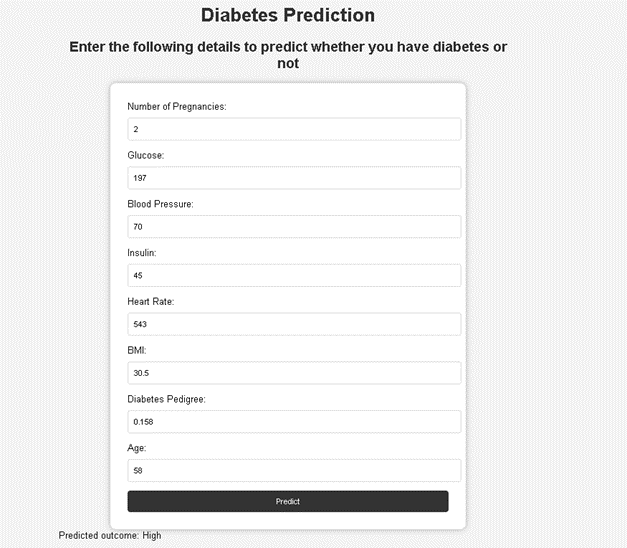 Diabetes Prediction
Enter the following details to predict whether you have diabetes or
not
Number of Pregnancies:
2
Glucose:
197
Blood Pressure:
70
Insulin:
45
Heart Rate:
543
BMI:
30.5
Diabetes Pedigree:
0.158
Age:
58
Predict
Predicted outcome: High